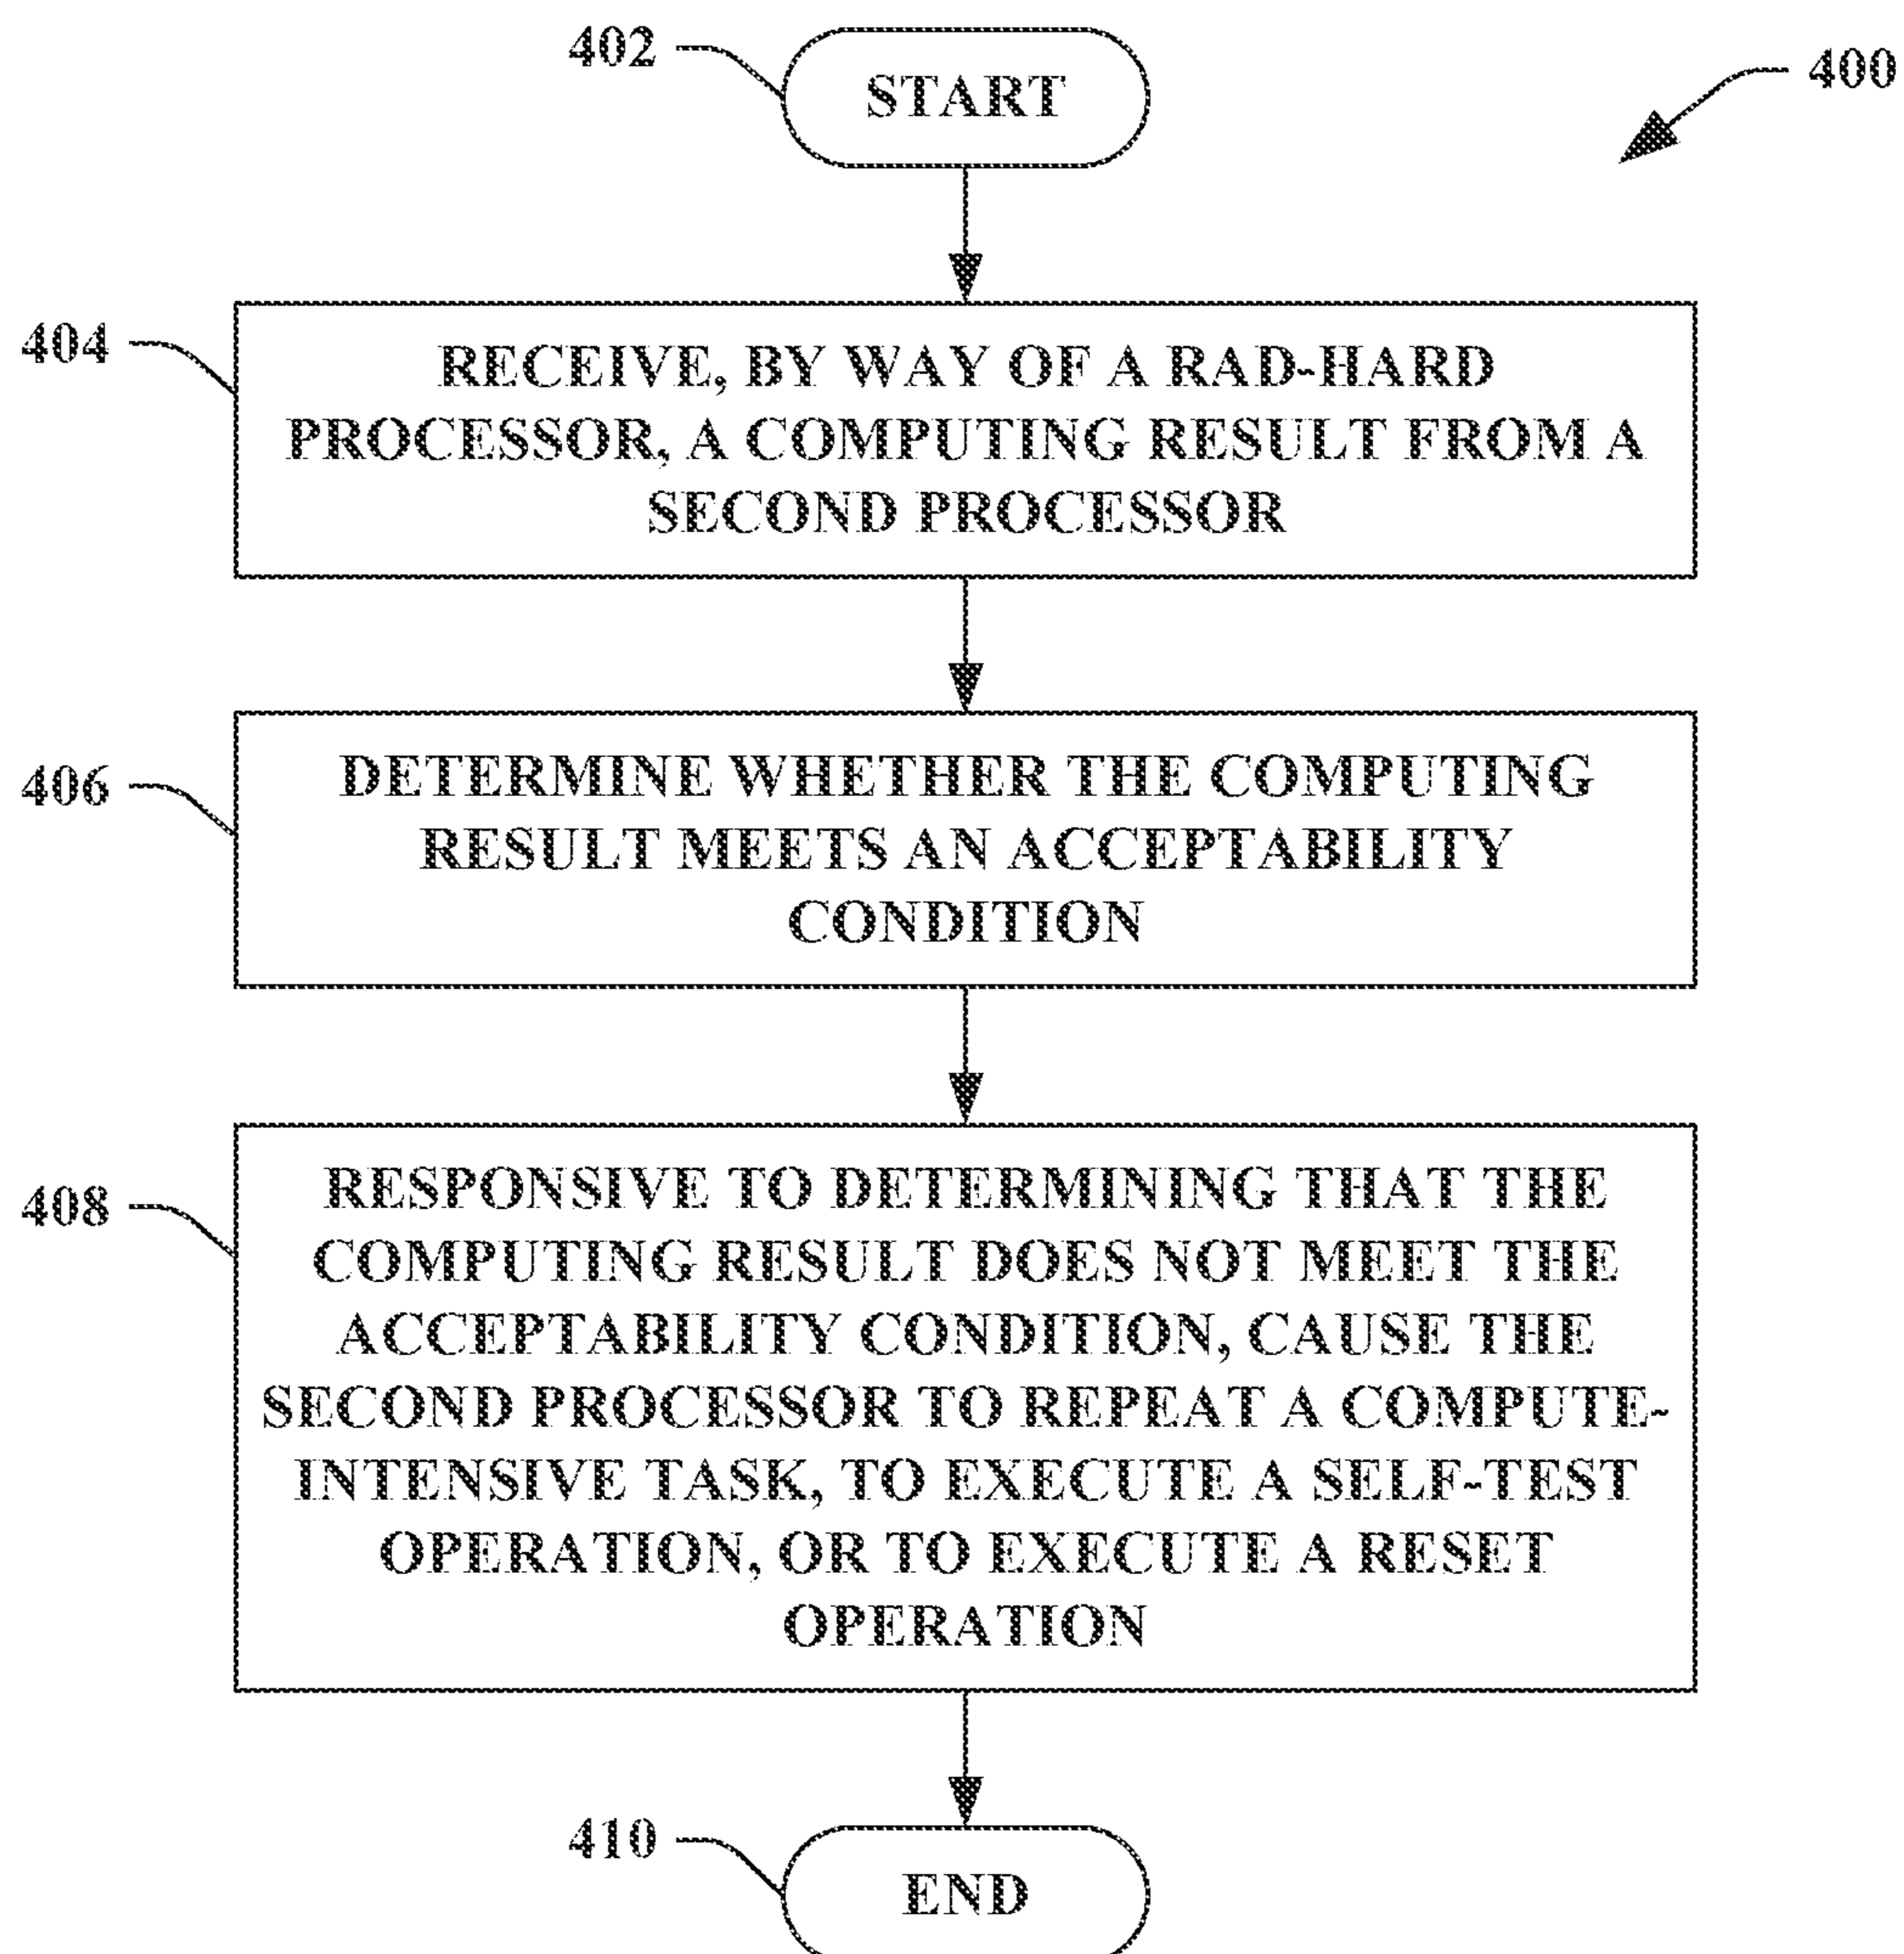 402
START
400
404
RECEIVE, BY WAY OF A RAD-HARD
PROCESSOR, A COMPUTING RESULT FROM A
SECOND PROCESSOR
406
DETERMINE WHETHER THE COMPUTING
RESULT MEETS AN ACCEPTABILITY
CONDITION
408
RESPONSIVE TO DETERMINING THAT THE
COMPUTING RESULT DOES NOT MEET THE
ACCEPTABILITY CONDITION, CAUSE THE
SECOND PROCESSOR TO REPEAT A COMPUTE-
INTENSIVE TASK, TO EXECUTE A SELF-TEST
OPERATION, OR TO EXECUTE A RESET
OPERATION
410
END